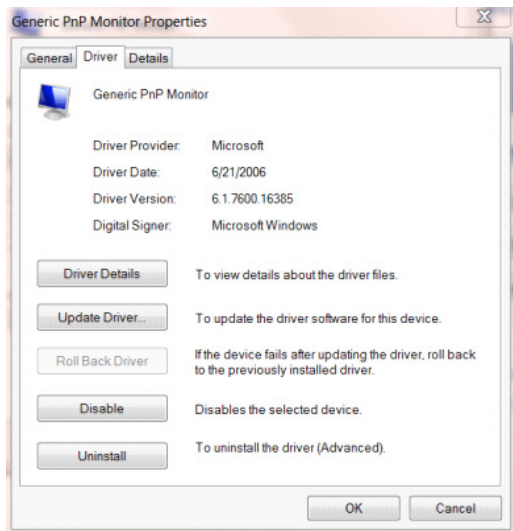 Generic PnP Monitor Properties
General Driver Details
Generic PnP Monitor
Driver Provider: Microsoft
Driver Date: 6/21/2006
Driver Version: 6.1.7600.16385
Digital Signer: Microsoft Windows
Driver Details To view details about the driver files.
Update Driver... To update the driver software for this device.
Roll Back Driver If the device fails after updating the driver, roll back
to the previously installed driver.
Disable Disables the selected device.
Uninstall To uninstall the driver (Advanced).
OK Cancel